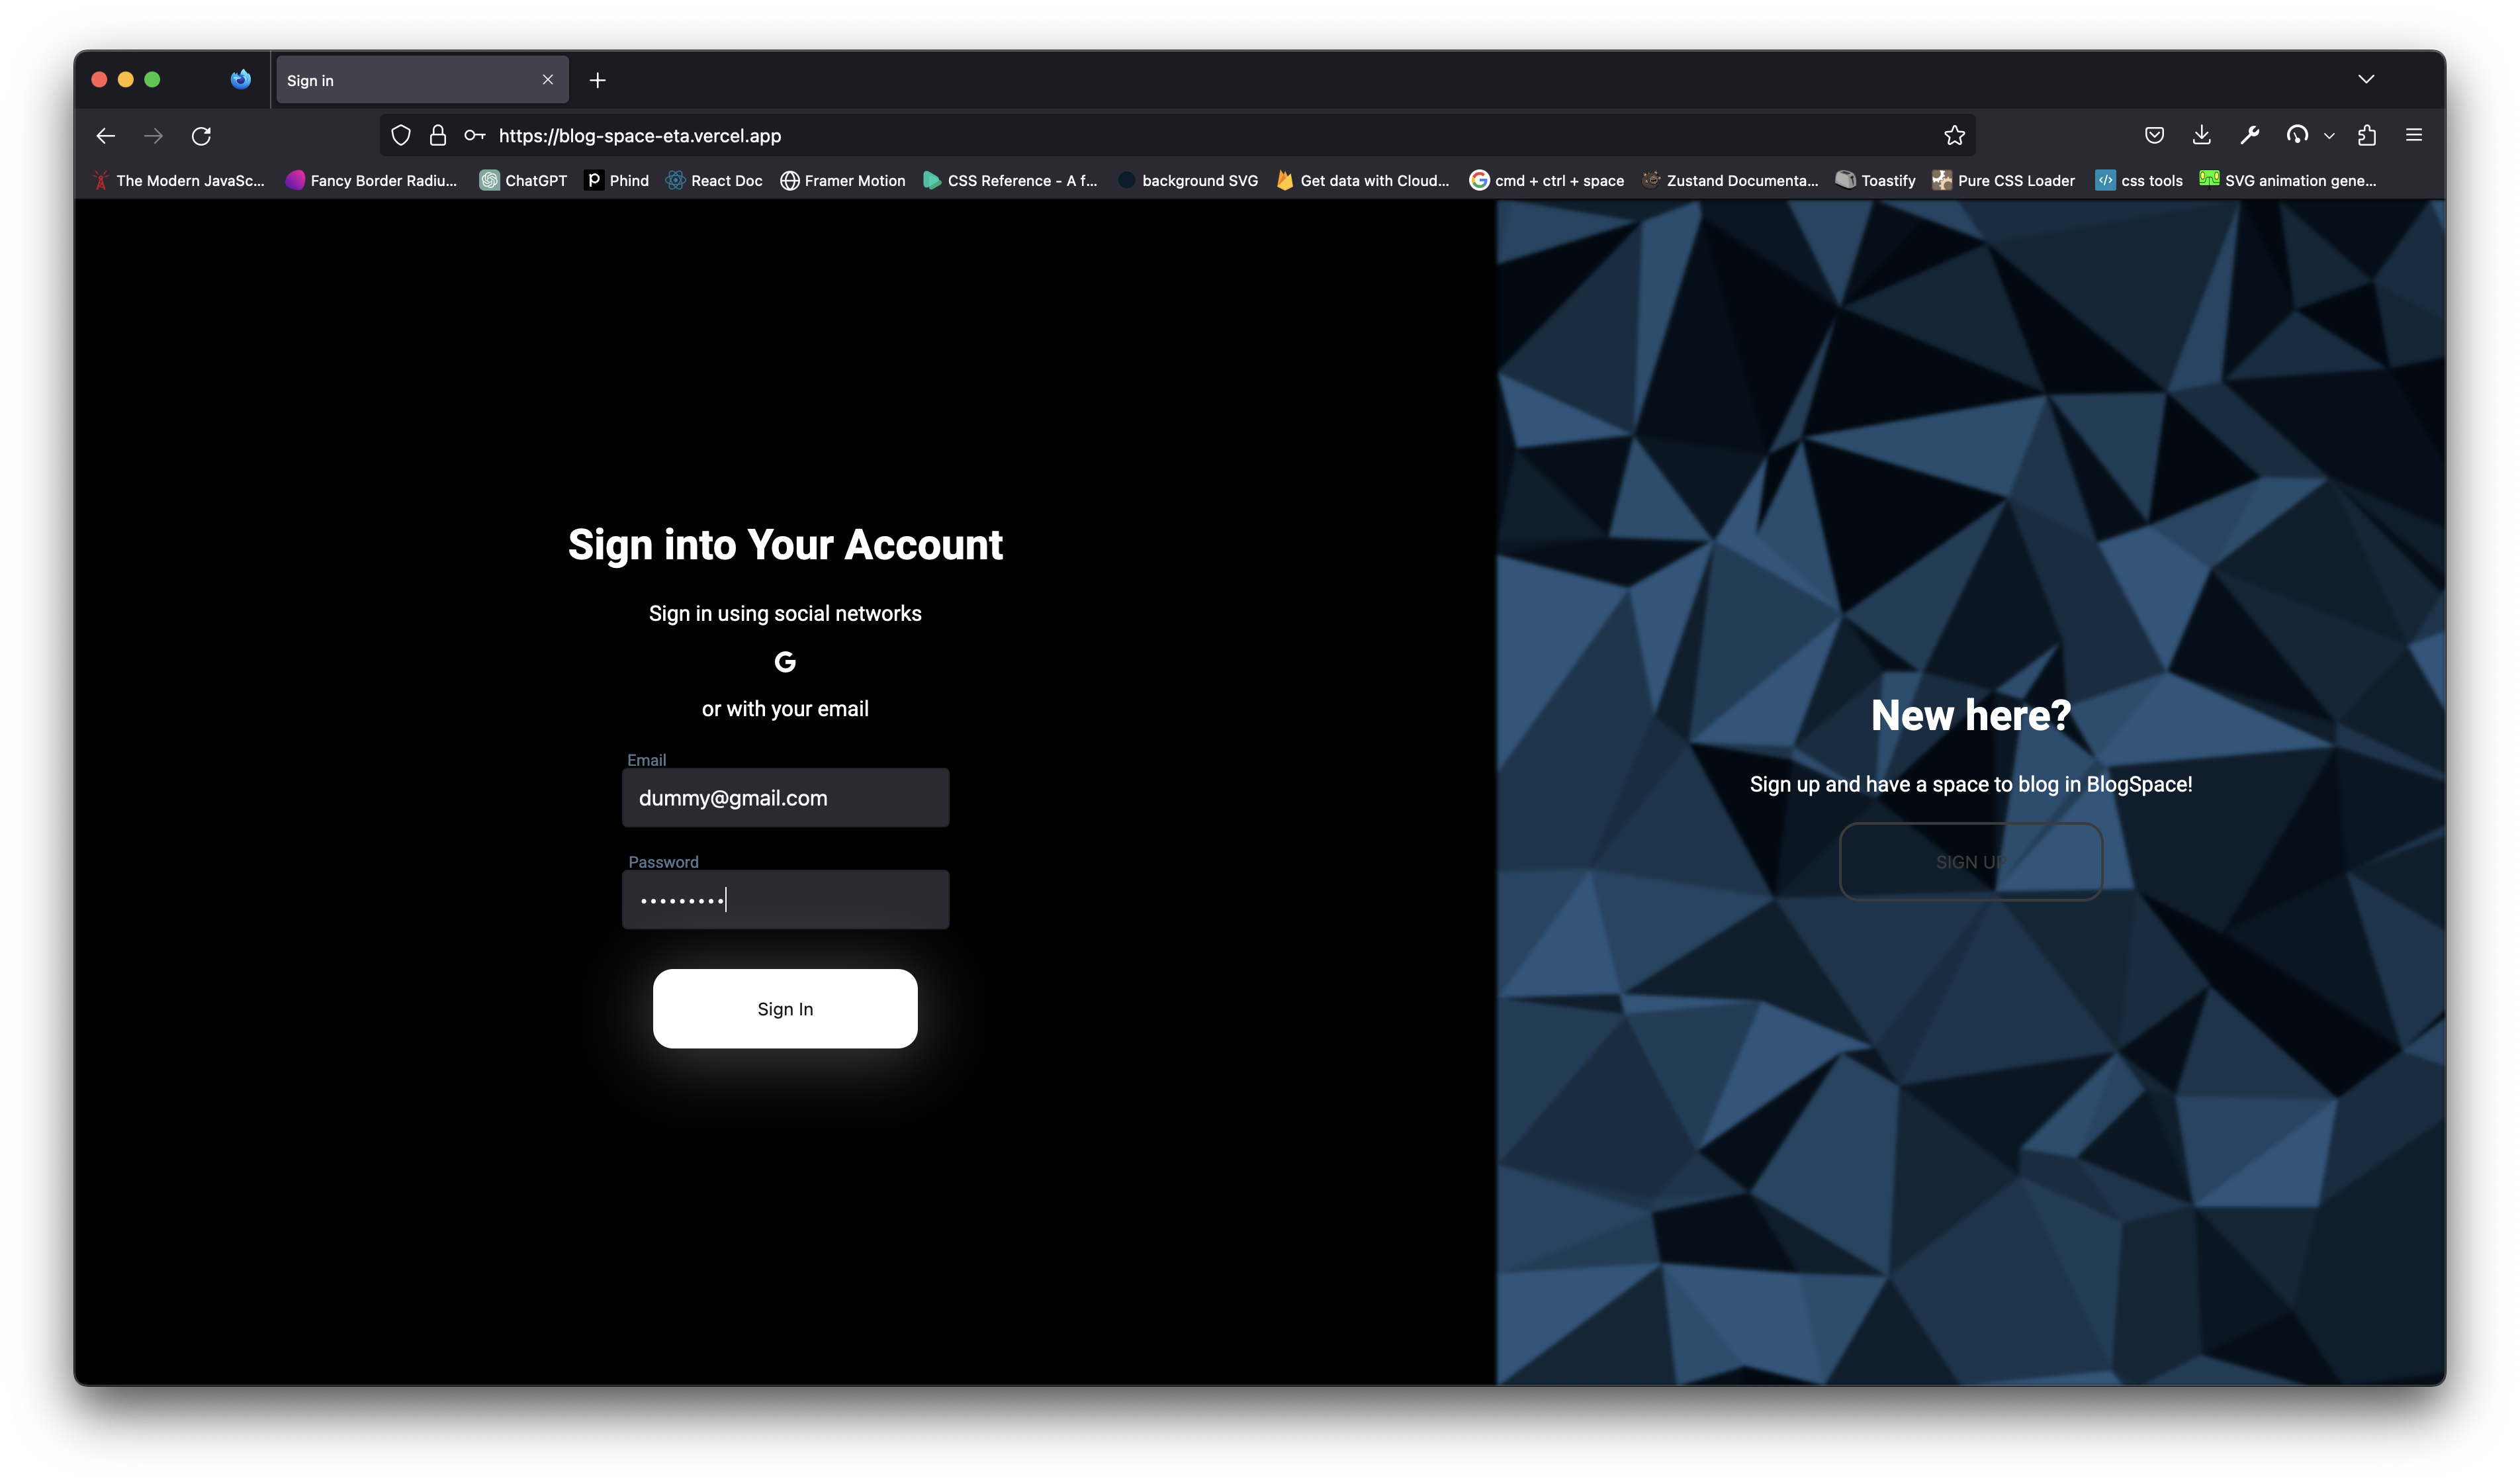 Sign in
https://blog-space-eta.vercel.app
The Modern JavaSc... Fancy Border Radiu... ChatGPT p Phind React Doc Framer Motion CSS Reference - A f... background SVG Get data with Cloud... cmd + ctrl + space Zustand Documenta... Toastify Pure CSS Loader </> css tools SVG animation gene...
Sign into Your Account
Sign in using social networks
G
or with your email
Email
dummy@gmail.com
Password
•••••••••
Sign In
New here?
Sign up and have a space to blog in BlogSpace!
SIGN UP